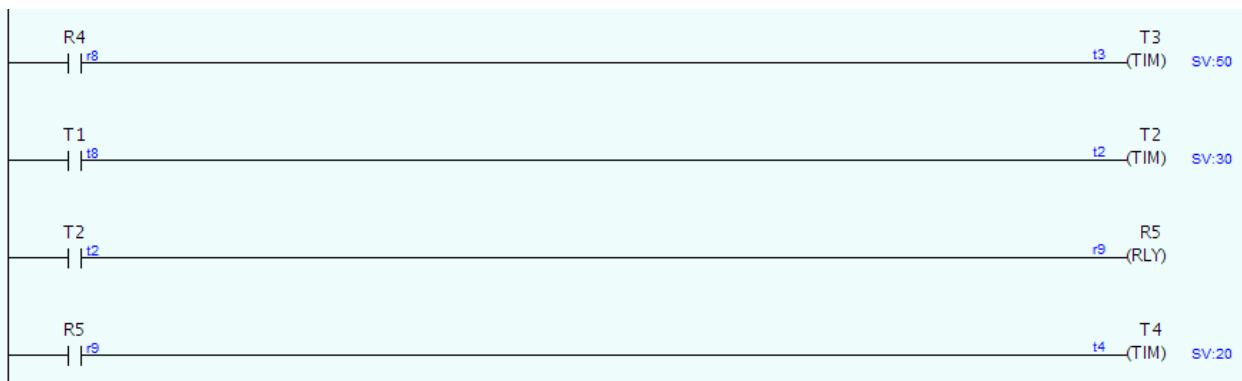 R4 T3
r8 t3 (TIM) SV:50
T1 T2
t8 t2 (TIM) SV:30
T2 R5
t2 r9 (RLY)
R5 T4
r9 t4 (TIM) SV:20